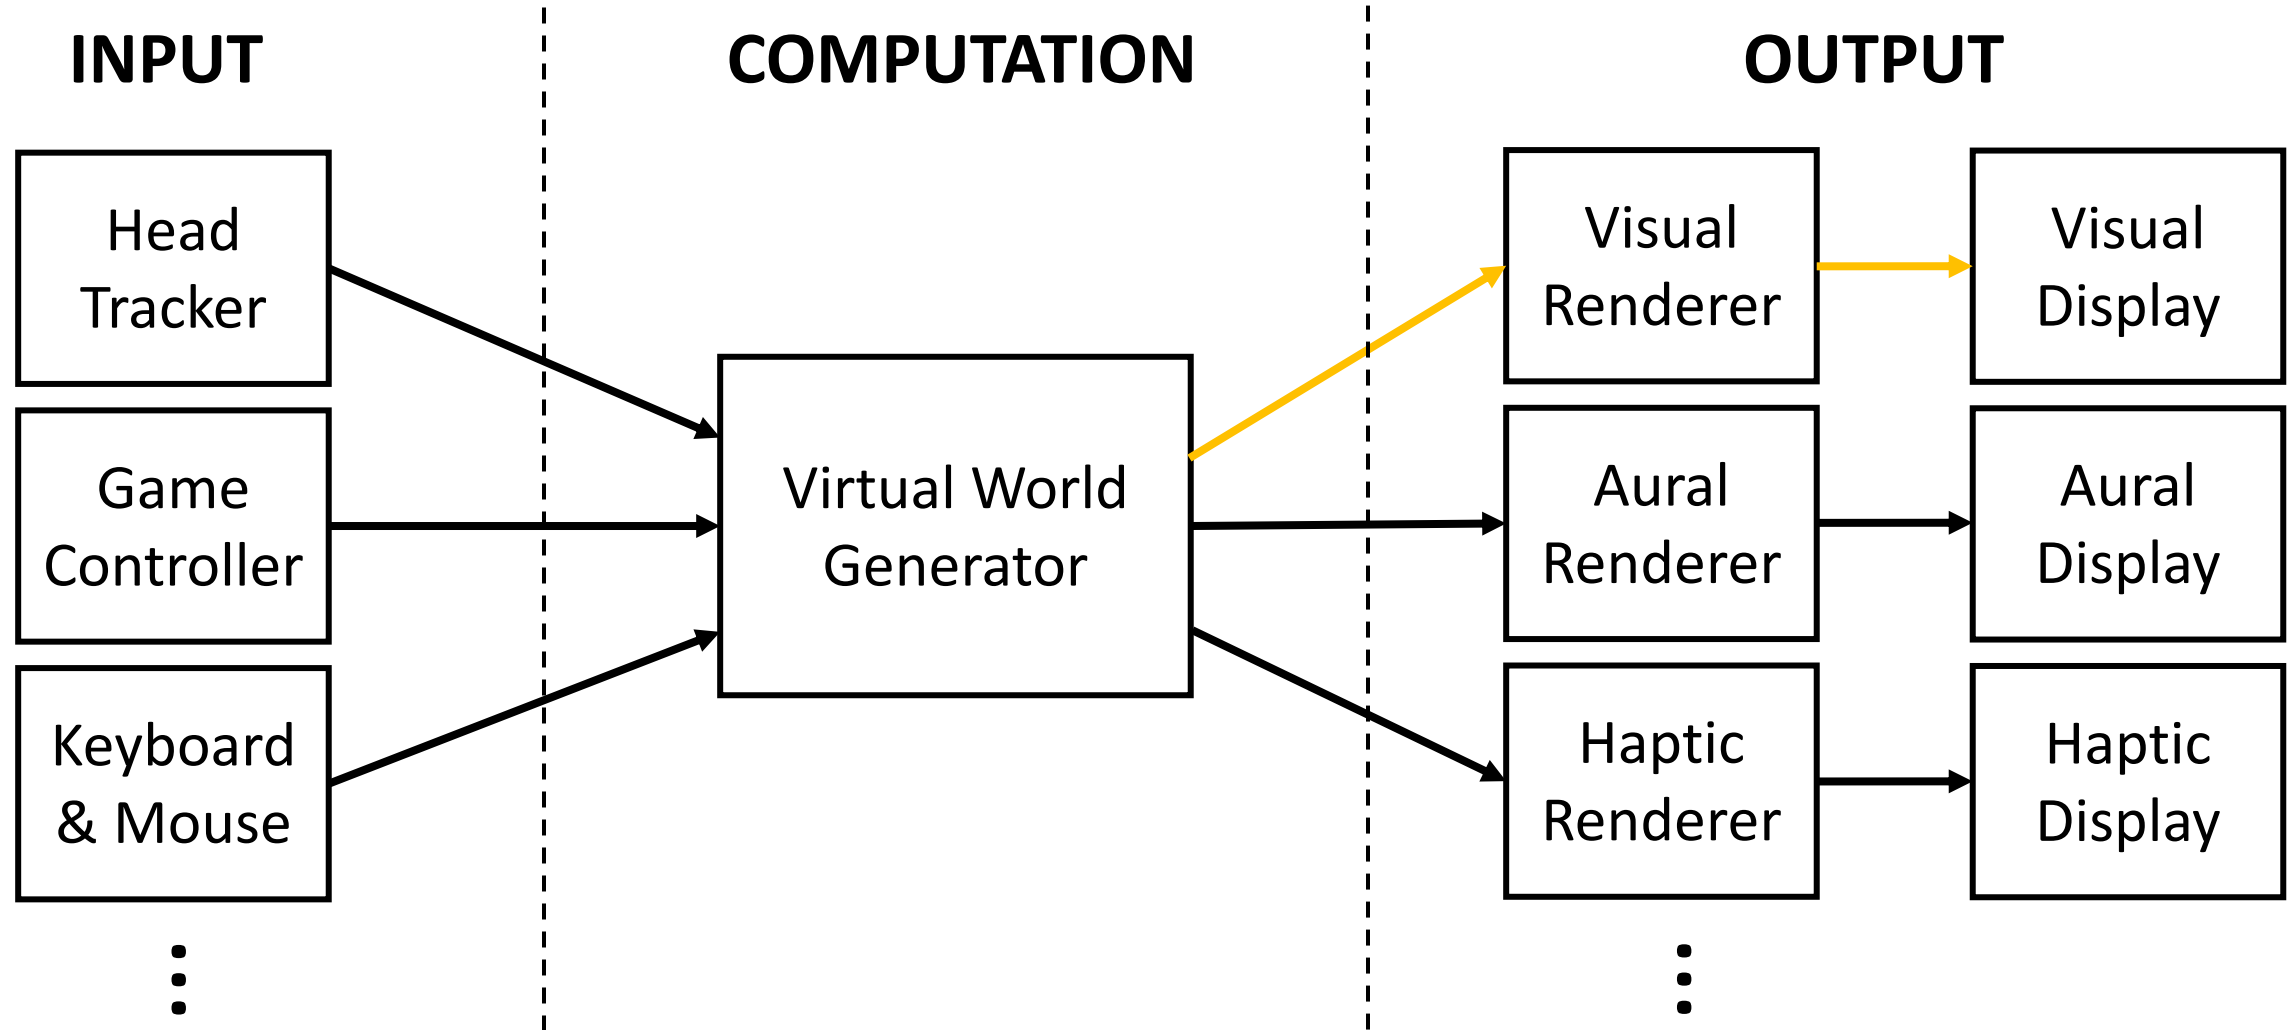 INPUT
COMPUTATION
OUTPUT
Head
Tracker
Game
Controller
Keyboard
& Mouse
Virtual World
Generator
Visual
Renderer
Visual
Display
Aural
Renderer
Aural
Display
Haptic
Renderer
Haptic
Display